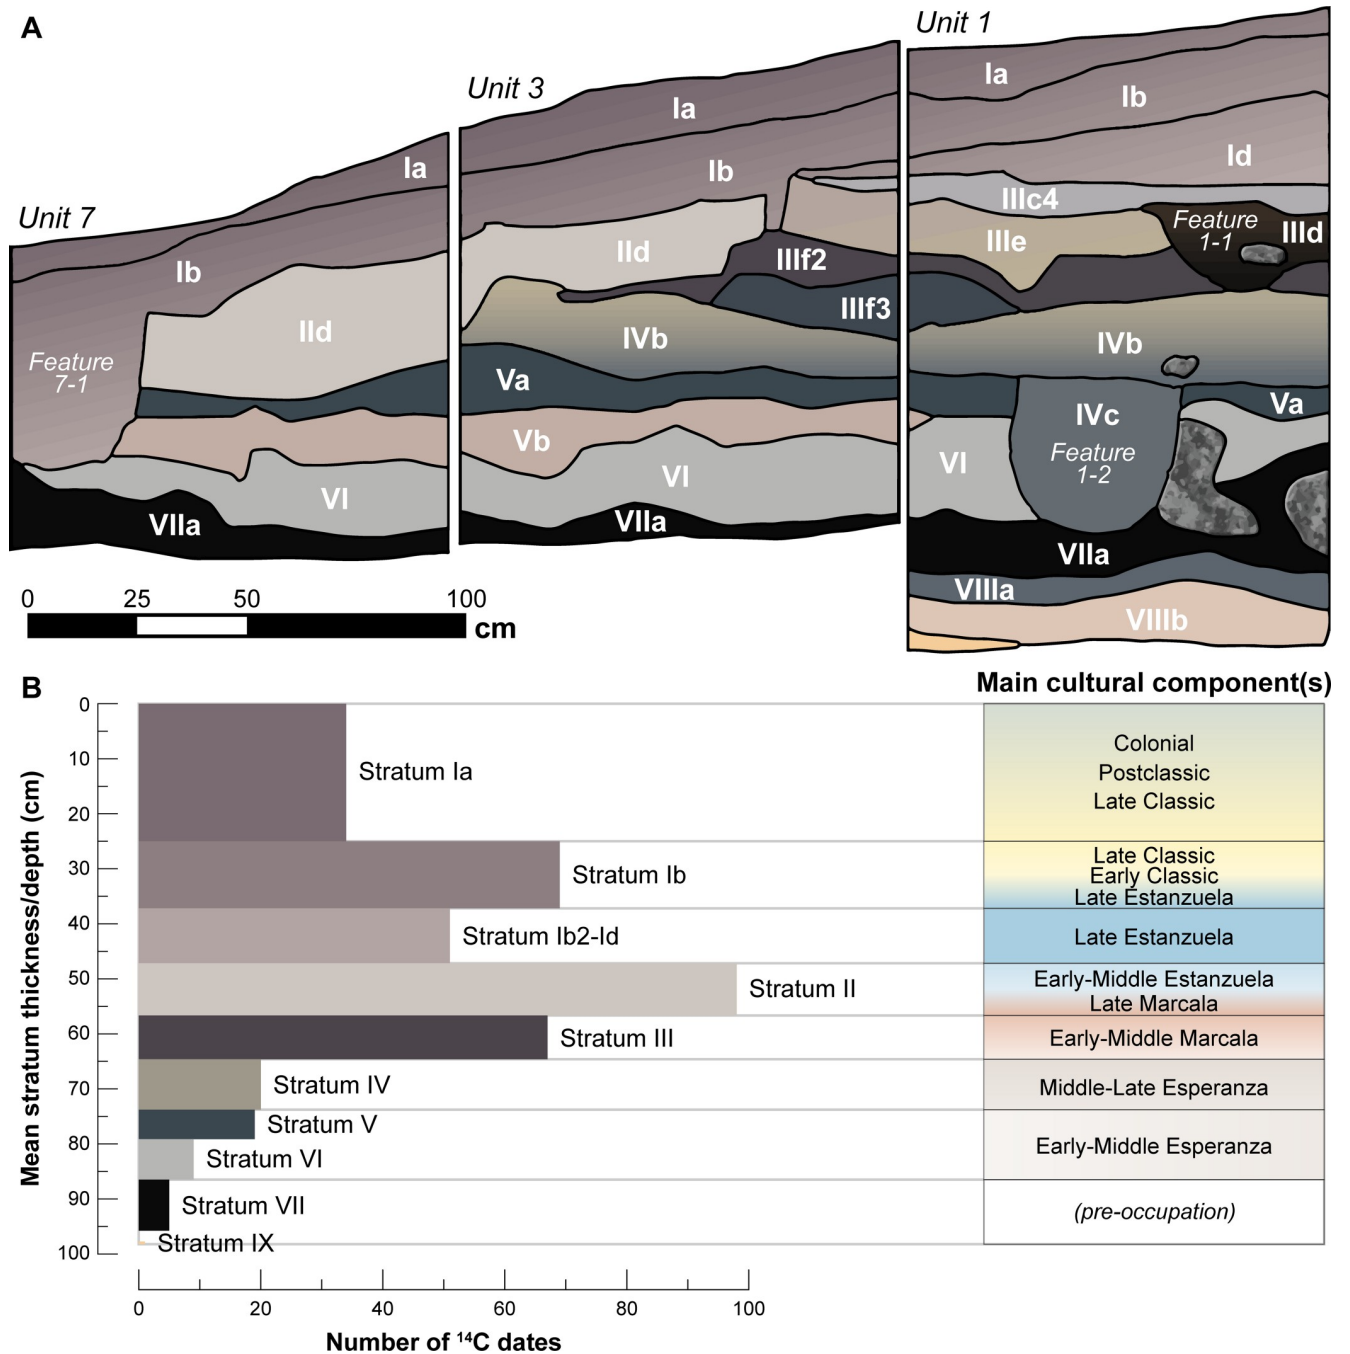 A
Unit 1
Unit 3
Unit 7
Ia
Ib
IId
Feature
7-1
VI
VIIa
Ia
Ib
IId
IIIf2
IIIf3
IVb
Va
Vb
VI
VIIa
Ia
Ib
Id
IIIc4
Feature
1-1
IIId
IIIe
IVb
Va
IVc
Feature
1-2
VI
VIIa
VIIIa
VIIIb
0 25 50 100
cm
B
Main cultural component(s)
Mean stratum thickness/depth (cm)
0
10
20
30
40
50
60
70
80
90
100
Stratum Ia
Stratum Ib
Stratum Ib2-Id
Stratum II
Stratum III
Stratum IV
Stratum V
Stratum VI
Stratum VII
Stratum IX
Colonial
Postclassic
Late Classic
Late Classic
Early Classic
Late Estanzuela
Late Estanzuela
Early-Middle Estanzuela
Late Marcala
Early-Middle Marcala
Middle-Late Esperanza
Early-Middle Esperanza
(pre-occupation)
0 20 40 60 80 100
Number of ¹⁴C dates